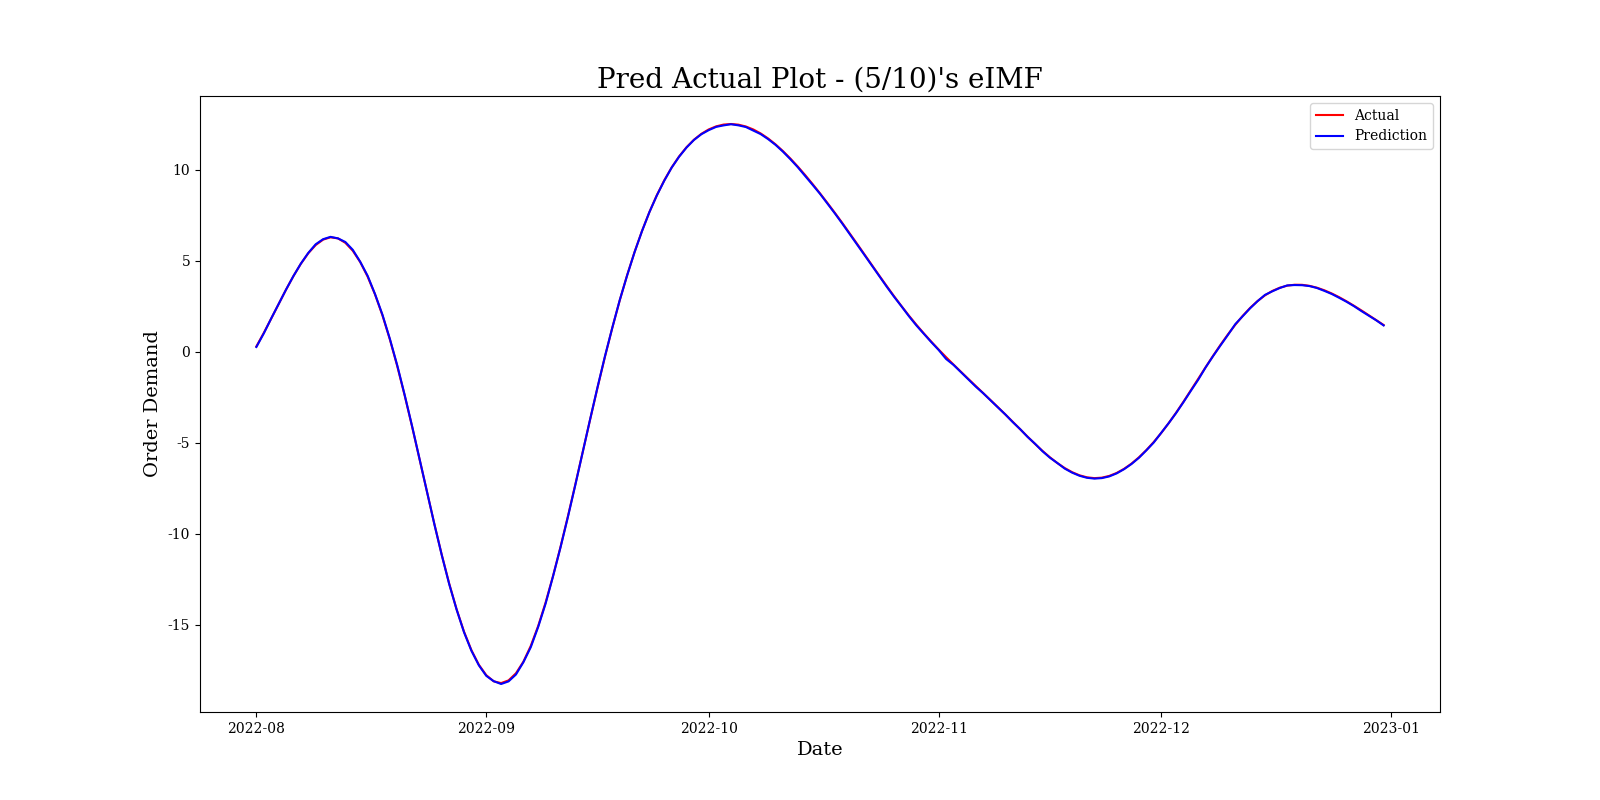 Pred Actual Plot - (5/10)'s eIMF
Actual
Prediction
10
5
0
-5
-10
-15
Order Demand
2022-08
2022-09
2022-10
2022-11
2022-12
2023-01
Date